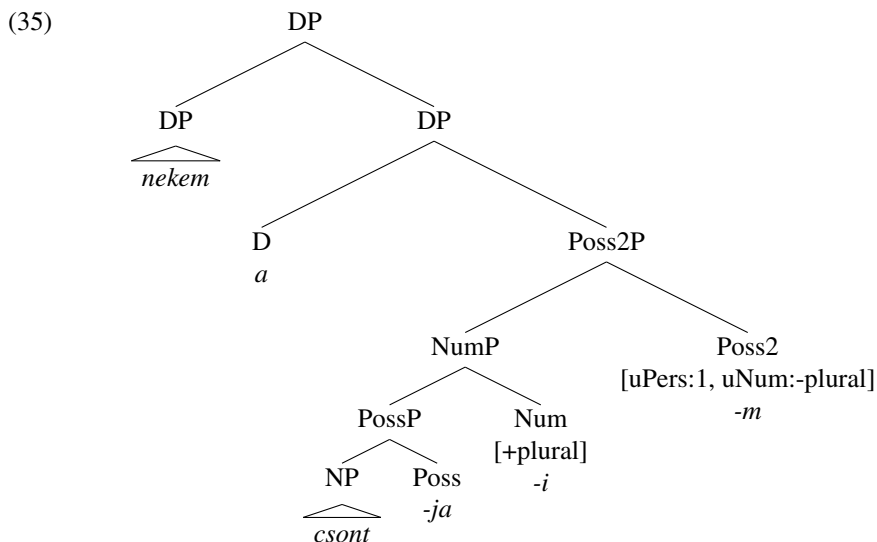 (35) DP
DP DP
nekem
D Poss2P
a
NumP Poss2
[uPers:1, uNum:-plural]
-m
PossP Num
[+plural]
-i
NP Poss
-ja
csont